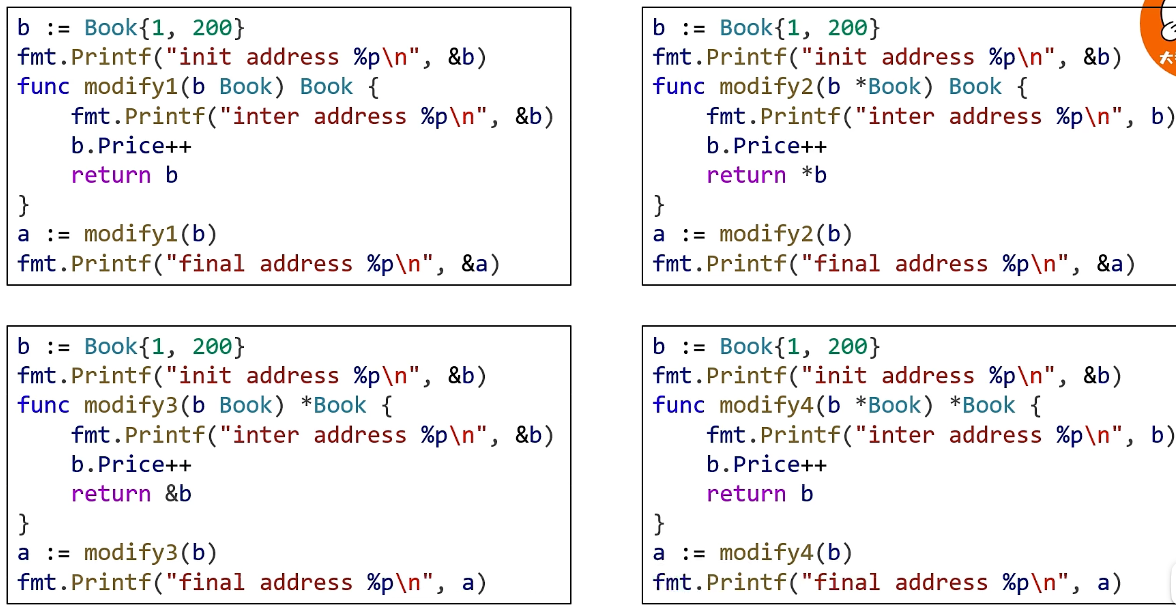 b := Book{1, 200}
fmt.Printf("init address %p\n", &b)
func modify1(b Book) Book {
    fmt.Printf("inter address %p\n", &b)
    b.Price++
    return b
}
a := modify1(b)
fmt.Printf("final address %p\n", &a)
b := Book{1, 200}
fmt.Printf("init address %p\n", &b)
func modify2(b *Book) Book {
    fmt.Printf("inter address %p\n", b)
    b.Price++
    return *b
}
a := modify2(b)
fmt.Printf("final address %p\n", &a)
b := Book{1, 200}
fmt.Printf("init address %p\n", &b)
func modify3(b Book) *Book {
    fmt.Printf("inter address %p\n", &b)
    b.Price++
    return &b
}
a := modify3(b)
fmt.Printf("final address %p\n", a)
b := Book{1, 200}
fmt.Printf("init address %p\n", &b)
func modify4(b *Book) *Book {
    fmt.Printf("inter address %p\n", b)
    b.Price++
    return b
}
a := modify4(b)
fmt.Printf("final address %p\n", a)